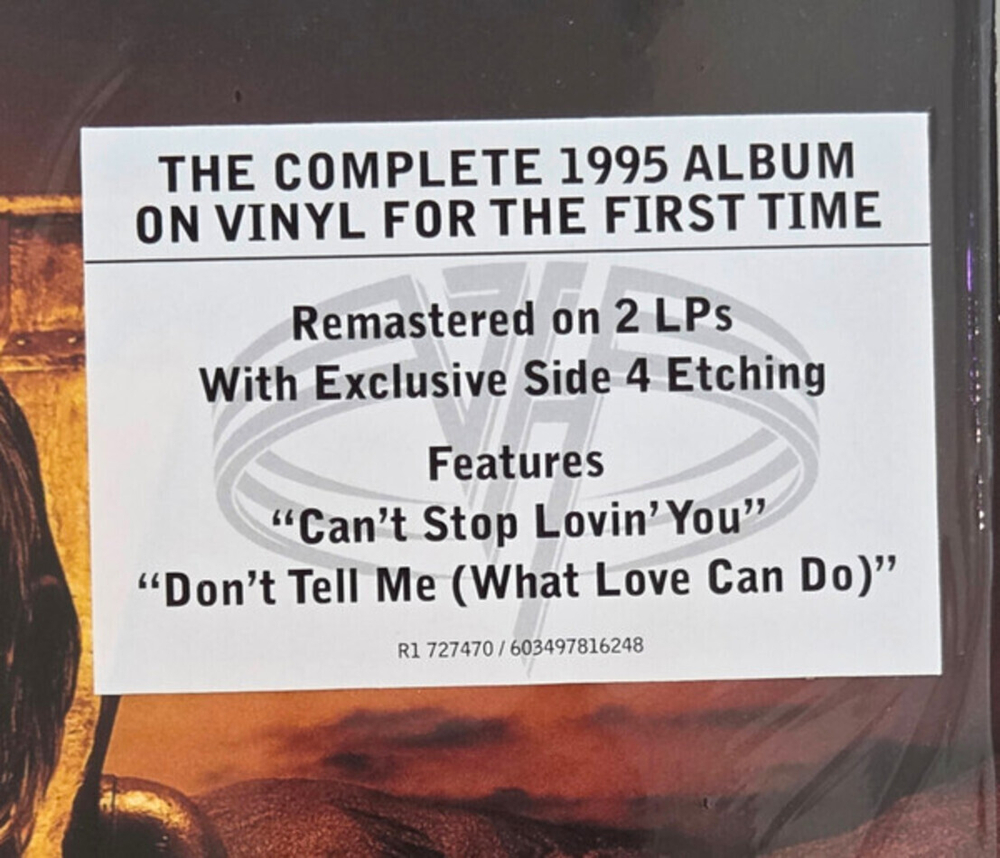 THE COMPLETE 1995 ALBUM
ON VINYL FOR THE FIRST TIME
Remastered on 2 LPs
With Exclusive Side 4 Etching
Features
“Can’t Stop Lovin’ You”
“Don’t Tell Me (What Love Can Do)”
R1 727470 / 603497816248
VH